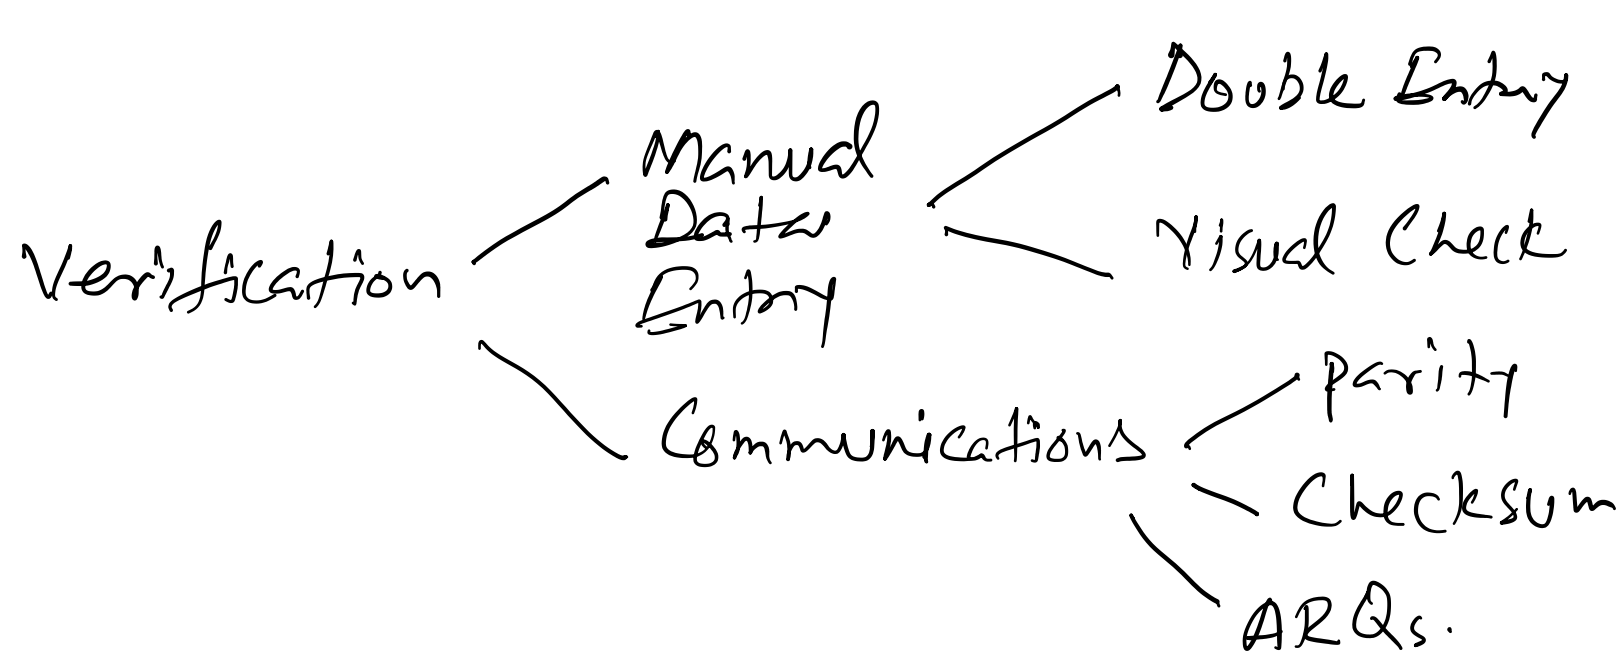 Verification
Manual
Data
Entry
Double Entry
Visual Check
Communications
Parity
Checksum
ARQs.